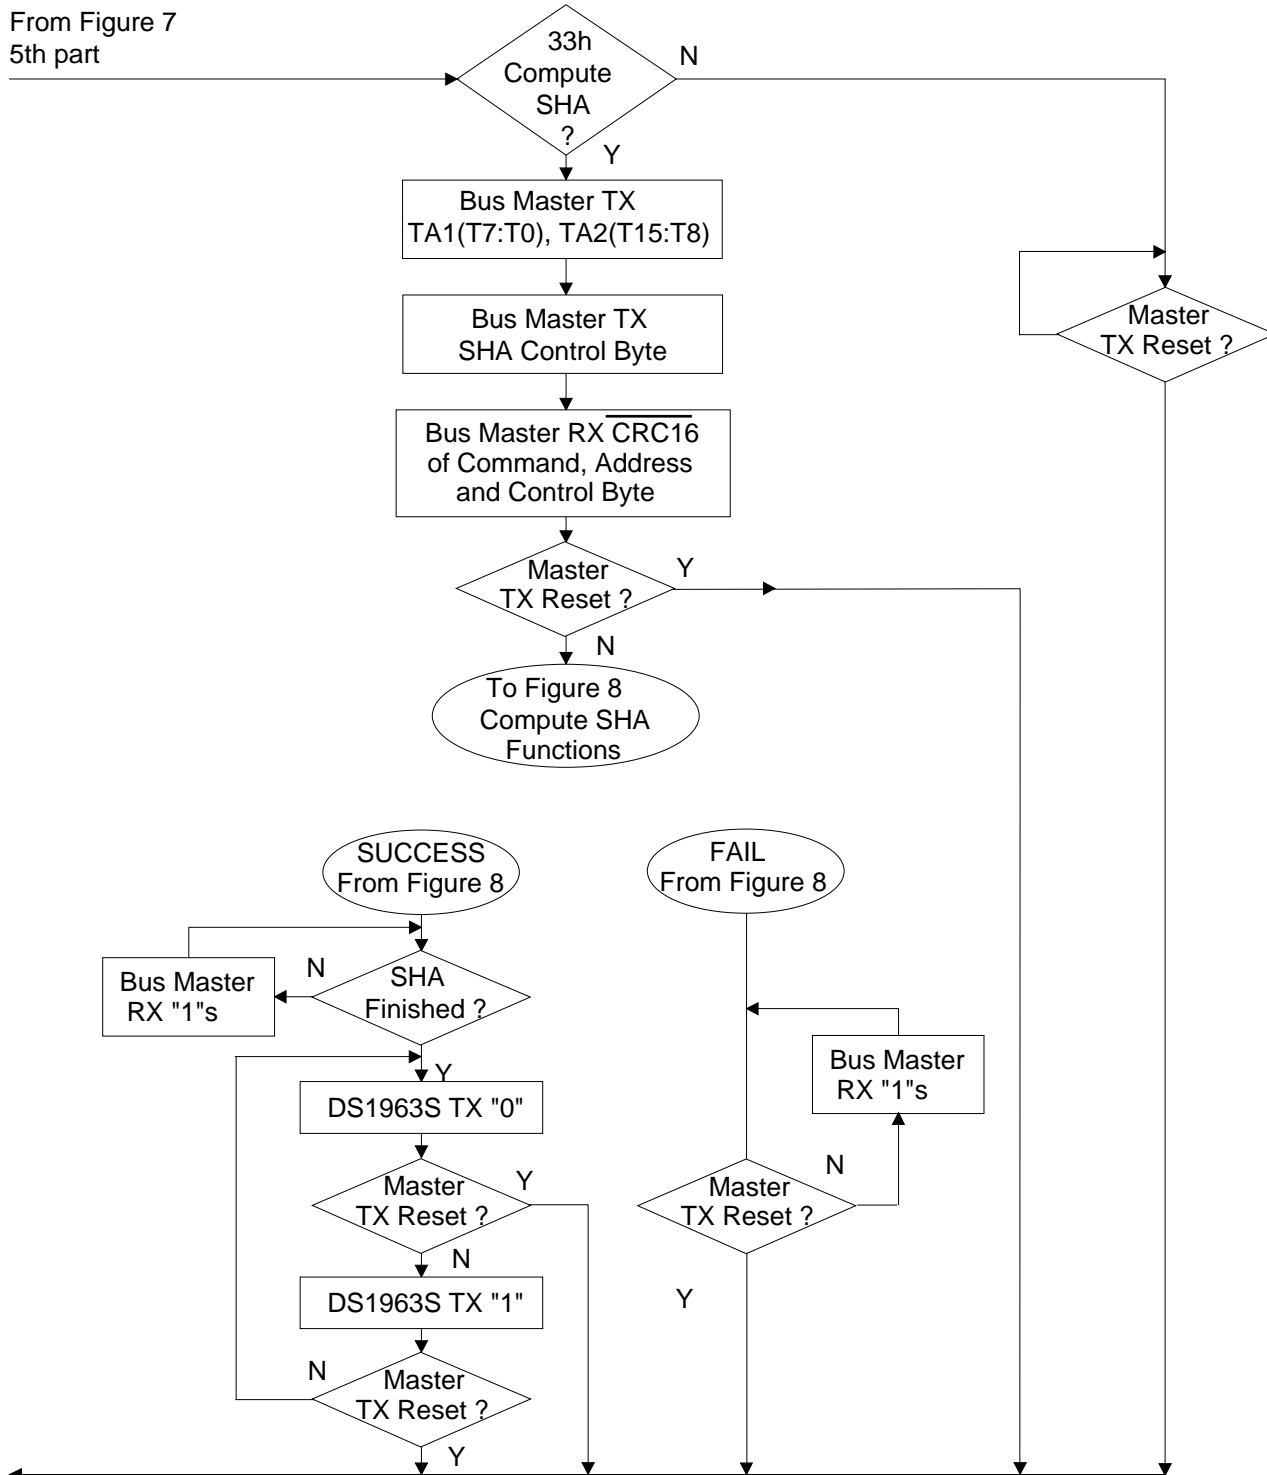 From Figure 7
5th part
33h
Compute
SHA
?
N
Y
Bus Master TX
TA1(T7:T0), TA2(T15:T8)
Bus Master TX
SHA Control Byte
Master
TX Reset ?
Bus Master RX CRC16
of Command, Address
and Control Byte
Master
TX Reset ?
Y
N
To Figure 8
Compute SHA
Functions
SUCCESS
From Figure 8
FAIL
From Figure 8
Bus Master
RX "1"s
N
SHA
Finished ?
Y
Bus Master
RX "1"s
DS1963S TX "0"
Master
TX Reset ?
Y
N
Master
TX Reset ?
N
Y
DS1963S TX "1"
N
Master
TX Reset ?
Y